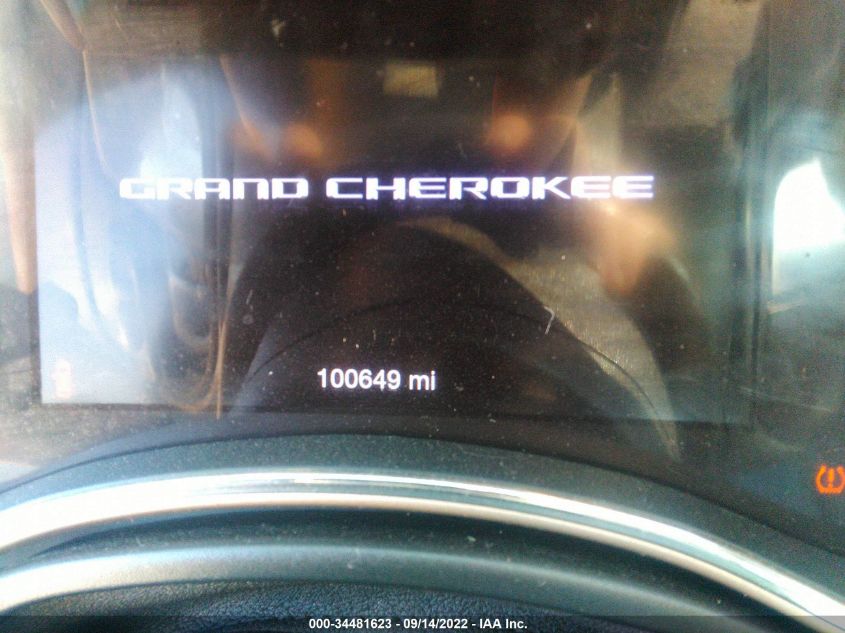 GRAND CHEROKEE
100649 mi
000-34481623 - 09/14/2022 - IAA Inc.